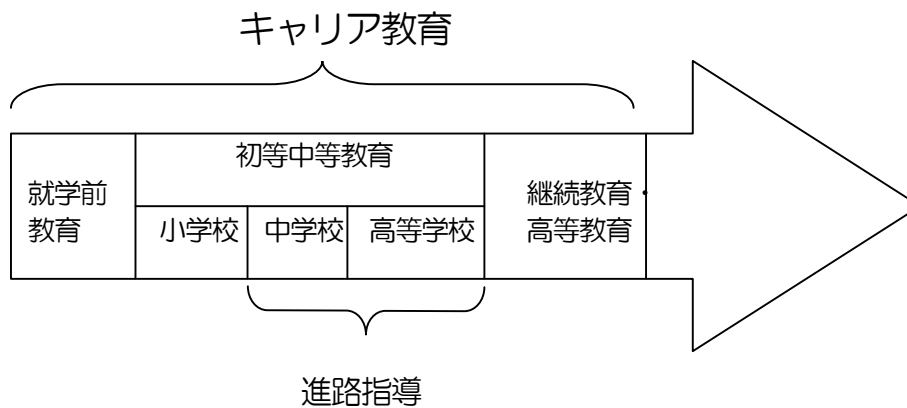 キャリア教育
初等中等教育
就学前
教育
小学校
中学校
高等学校
継続教育・
高等教育
進路指導